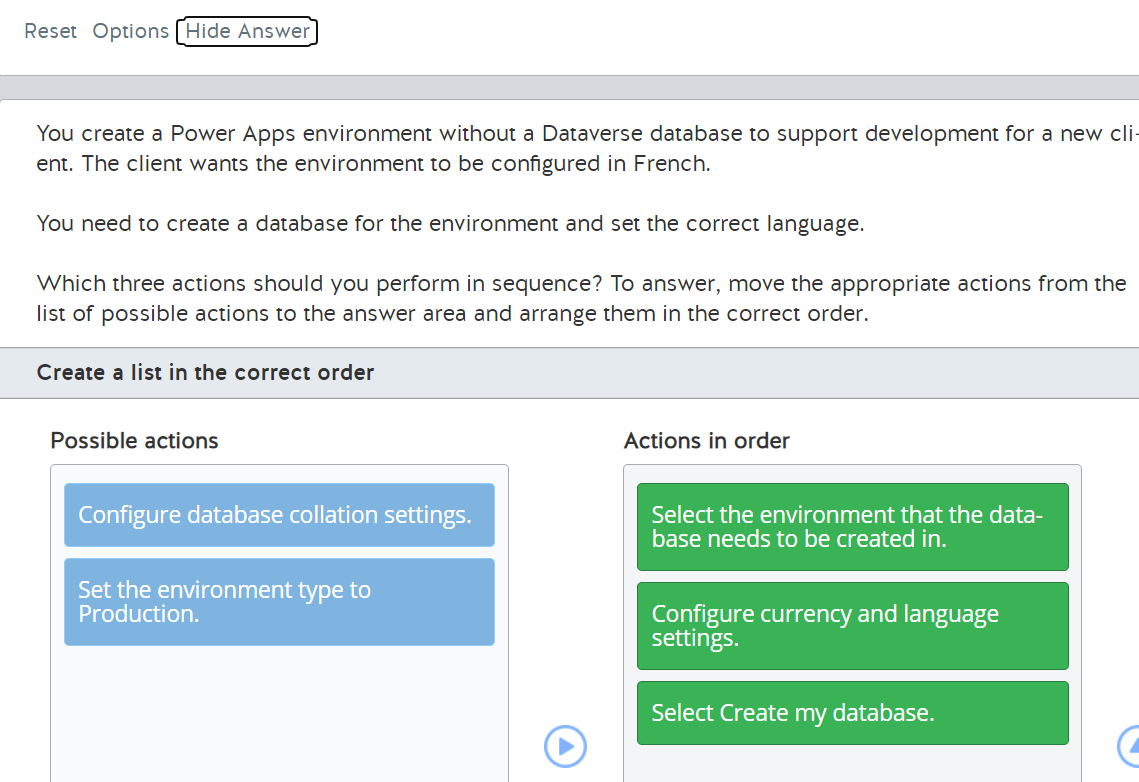 Reset Options Hide Answer
You create a Power Apps environment without a Dataverse database to support development for a new cli-
ent. The client wants the environment to be configured in French.
You need to create a database for the environment and set the correct language.
Which three actions should you perform in sequence? To answer, move the appropriate actions from the
list of possible actions to the answer area and arrange them in the correct order.
Create a list in the correct order
Possible actions
Configure database collation settings.
Set the environment type to
Production.
Actions in order
Select the environment that the data-
base needs to be created in.
Configure currency and language
settings.
Select Create my database.